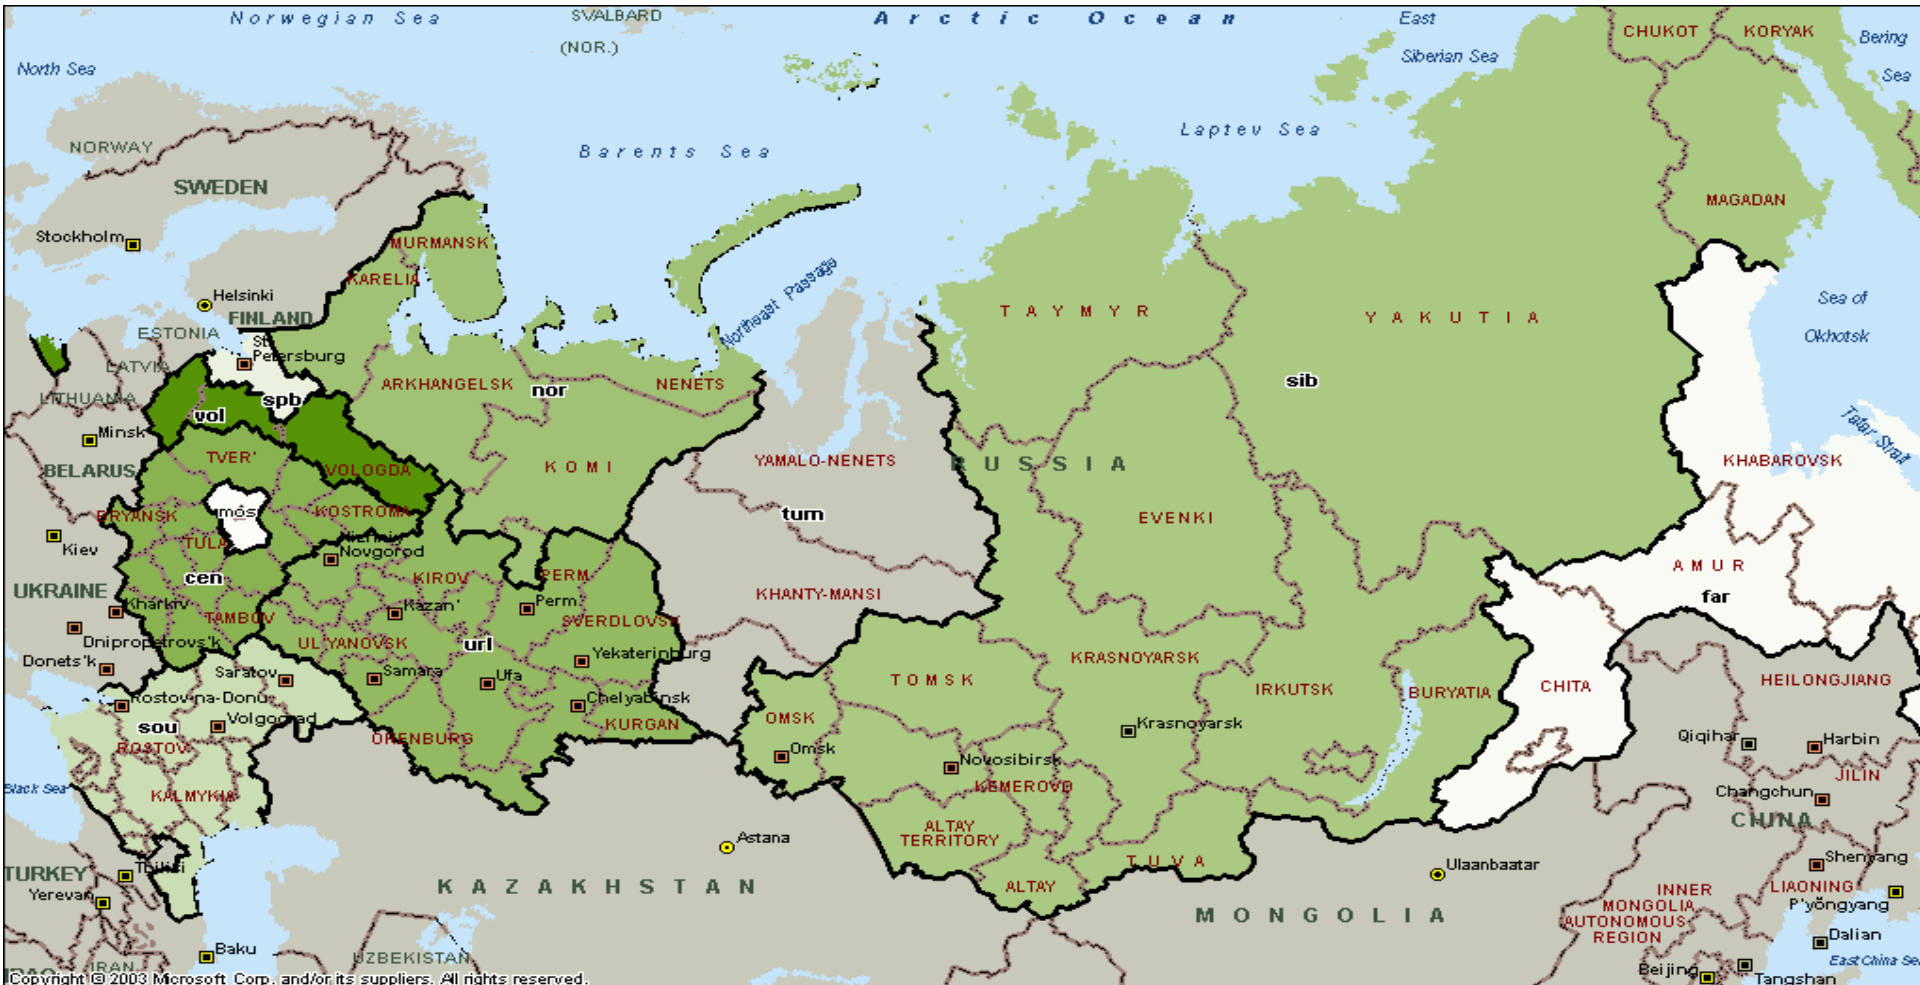 Norwegian Sea
SVALBARD
(NOR.)
Arctic Ocean
East
Siberian Sea
CHUKOT
KORYAK
Bering
Sea
North Sea
Laptev Sea
Barents Sea
NORWAY
SWEDEN
MAGADAN
Stockholm
MURMANSK
KARELIA
Northeast Passage
Helsinki
FINLAND
TAYMYR
YAKUTIA
Sea of
Okhotsk
ESTONIA
St.
Petersburg
LATVIA
ARKHANGELSK
nor
NENETS
sib
LITHUANIA
spb
vol
Minsk
Tatar Strait
TVER'
BELARUS
VOLOGDA
KOMI
YAMALO-NENETS
RUSSIA
KHABAROVSK
BRYANSK
mos
KOSTROMA
tum
EVENKI
Kiev
TULA
Nizhniy
Novgorod
cen
KIROV
PERM
AMUR
far
UKRAINE
Kharkiv
Kazan'
Perm'
KHANTY-MANSI
TAMBOV
SVERDLOVSK
Dnipropetrovs'k
UL'YANOVSK
url
Donets'k
Saratov
Samara
Ufa
Yekaterinburg
KRASNOYARSK
TOMSK
IRKUTSK
BURYATIA
CHITA
HEILONGJIANG
Rostov-na-Donu
Chelyabinsk
sou
Volgograd
KURGAN
OMSK
Krasnoyarsk
ROSTOV
ORENBURG
Omsk
Novosibirsk
Qiqihar
Harbin
JILIN
Black Sea
KALMYKIA
KEMEROVO
Changchun
CHINA
ALTAY
TERRITORY
Astana
TURKEY
Tbilisi
TUVA
Ulaanbaatar
Shenyang
Yerevan
KAZAKHSTAN
ALTAY
INNER
MONGOLIA
AUTONOMOUS
REGION
LIAONING
P'yŏngyang
MONGOLIA
Baku
UZBEKISTAN
Dalian
IRAQ
IRAN
East China Sea
Beijing
Tangshan
Copyright © 2003 Microsoft Corp. and/or its suppliers. All rights reserved.